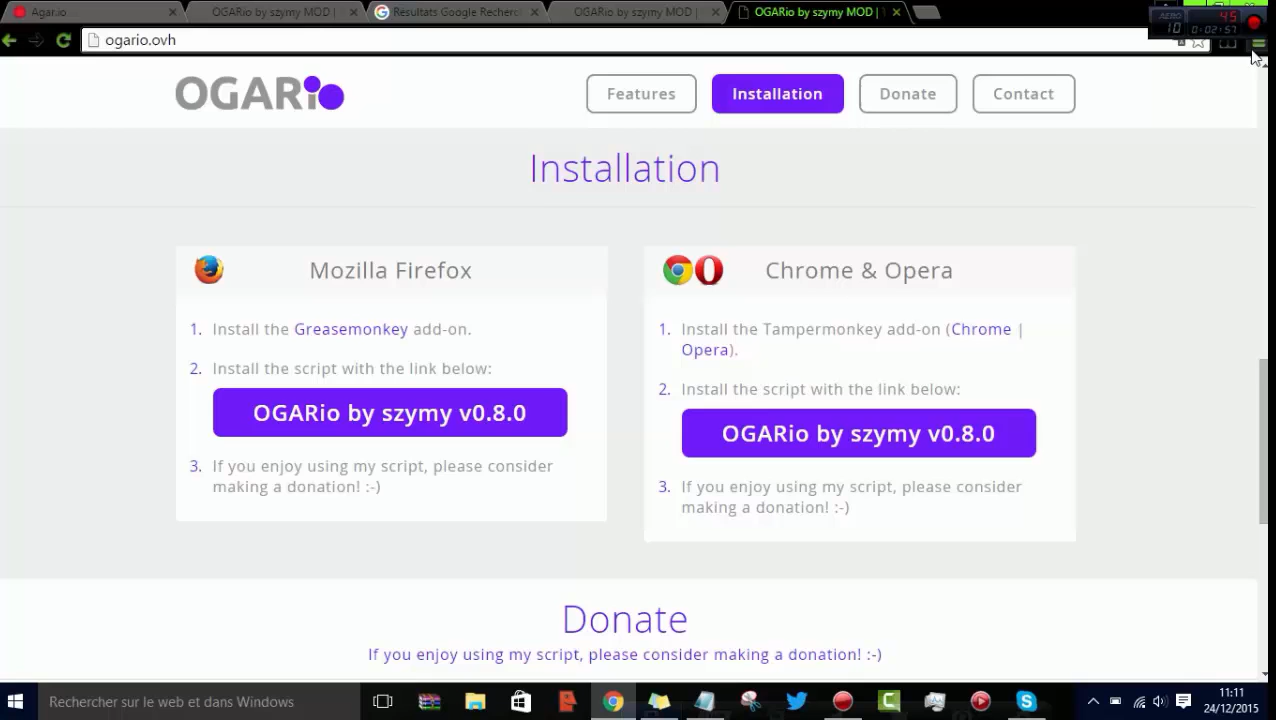 Agar.io
OGARio by szymy MOD |
Résultats Google Recherc
OGARio by szymy MOD |
OGARio by szymy MOD |
45
10
0:02:57
ogario.ovh
OGARio
Features
Installation
Donate
Contact
Installation
Mozilla Firefox
1. Install the Greasemonkey add-on.
2. Install the script with the link below:
OGARio by szymy v0.8.0
3. If you enjoy using my script, please consider
making a donation! :-)
Chrome & Opera
1. Install the Tampermonkey add-on (Chrome |
Opera).
2. Install the script with the link below:
OGARio by szymy v0.8.0
3. If you enjoy using my script, please consider
making a donation! :-)
Donate
If you enjoy using my script, please consider making a donation! :-)
Rechercher sur le web et dans Windows
11:11
24/12/2015